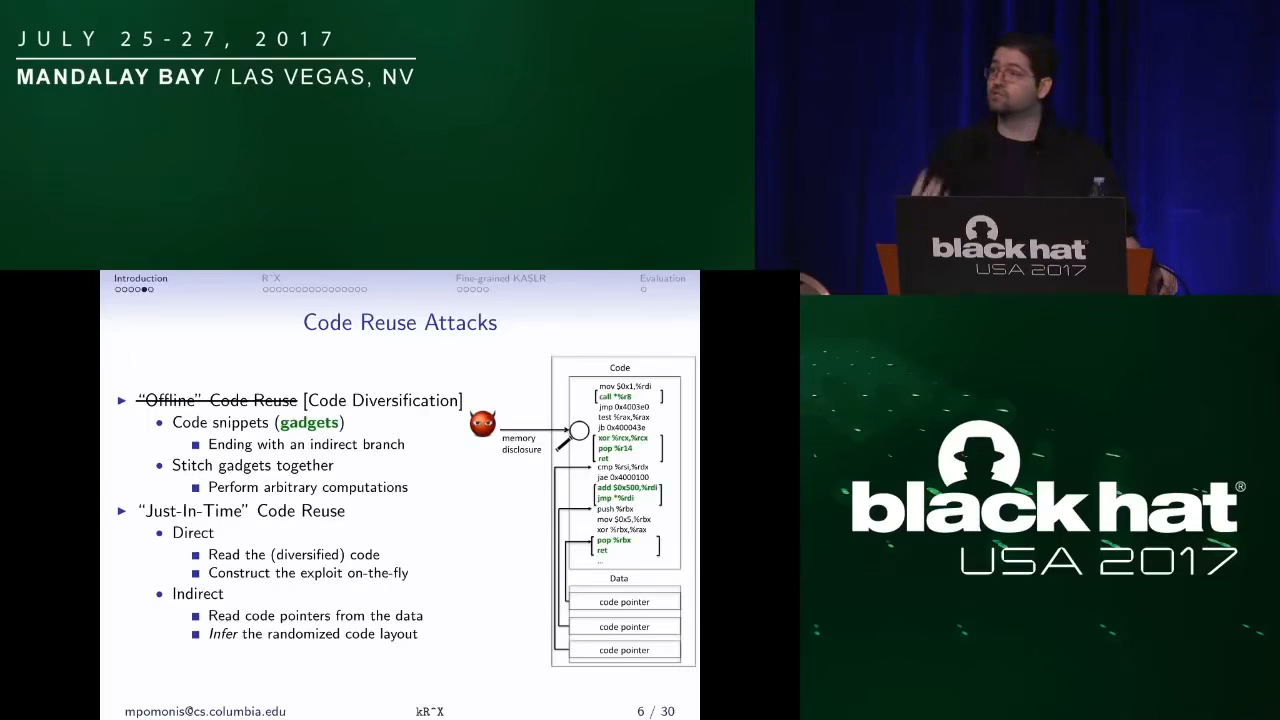 JULY 25-27, 2017
MANDALAY BAY / LAS VEGAS, NV
black hat
USA 2017
Introduction
R^X
Fine-grained KASLR
Evaluation
Code Reuse Attacks
"Offline" Code Reuse [Code Diversification]
Code snippets (gadgets)
Ending with an indirect branch
Stitch gadgets together
Perform arbitrary computations
"Just-In-Time" Code Reuse
Direct
Read the (diversified) code
Construct the exploit on-the-fly
Indirect
Read code pointers from the data
Infer the randomized code layout
memory
disclosure
Code
mov $0x1,%rdi
call *%r8
jmp 0x4003e0
test %rax,%rax
jb 0x400043e
xor %rcx,%rcx
pop %r14
ret
cmp %rsi,%rdx
jae 0x4000100
add $0x500,%rdi
jmp *%rdi
push %rbx
mov $0x5,%rbx
xor %rbx,%rax
pop %rbx
ret
...
Data
code pointer
code pointer
code pointer
mpomonis@cs.columbia.edu
kR^X
6 / 30
black hat®
USA 2017